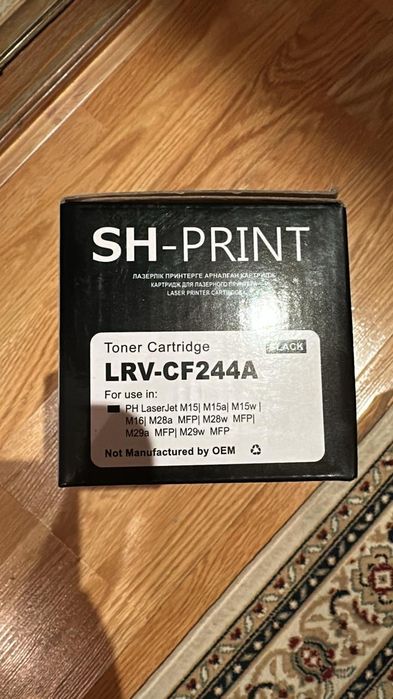 SH-PRINT
ЛАЗЕРЛІК ПРИНТЕРГЕ АРНАЛҒАН КАРТРИДЖ
КАРТРИДЖ ДЛЯ ЛАЗЕРНОГО ПРИНТЕРА
LASER PRINTER CARTRIDGE
Toner Cartridge BLACK
LRV-CF244A
For use in:
PH LaserJet M15| M15a| M15w |
M16| M28a MFP| M28w MFP|
M29a MFP| M29w MFP
Not Manufactured by OEM